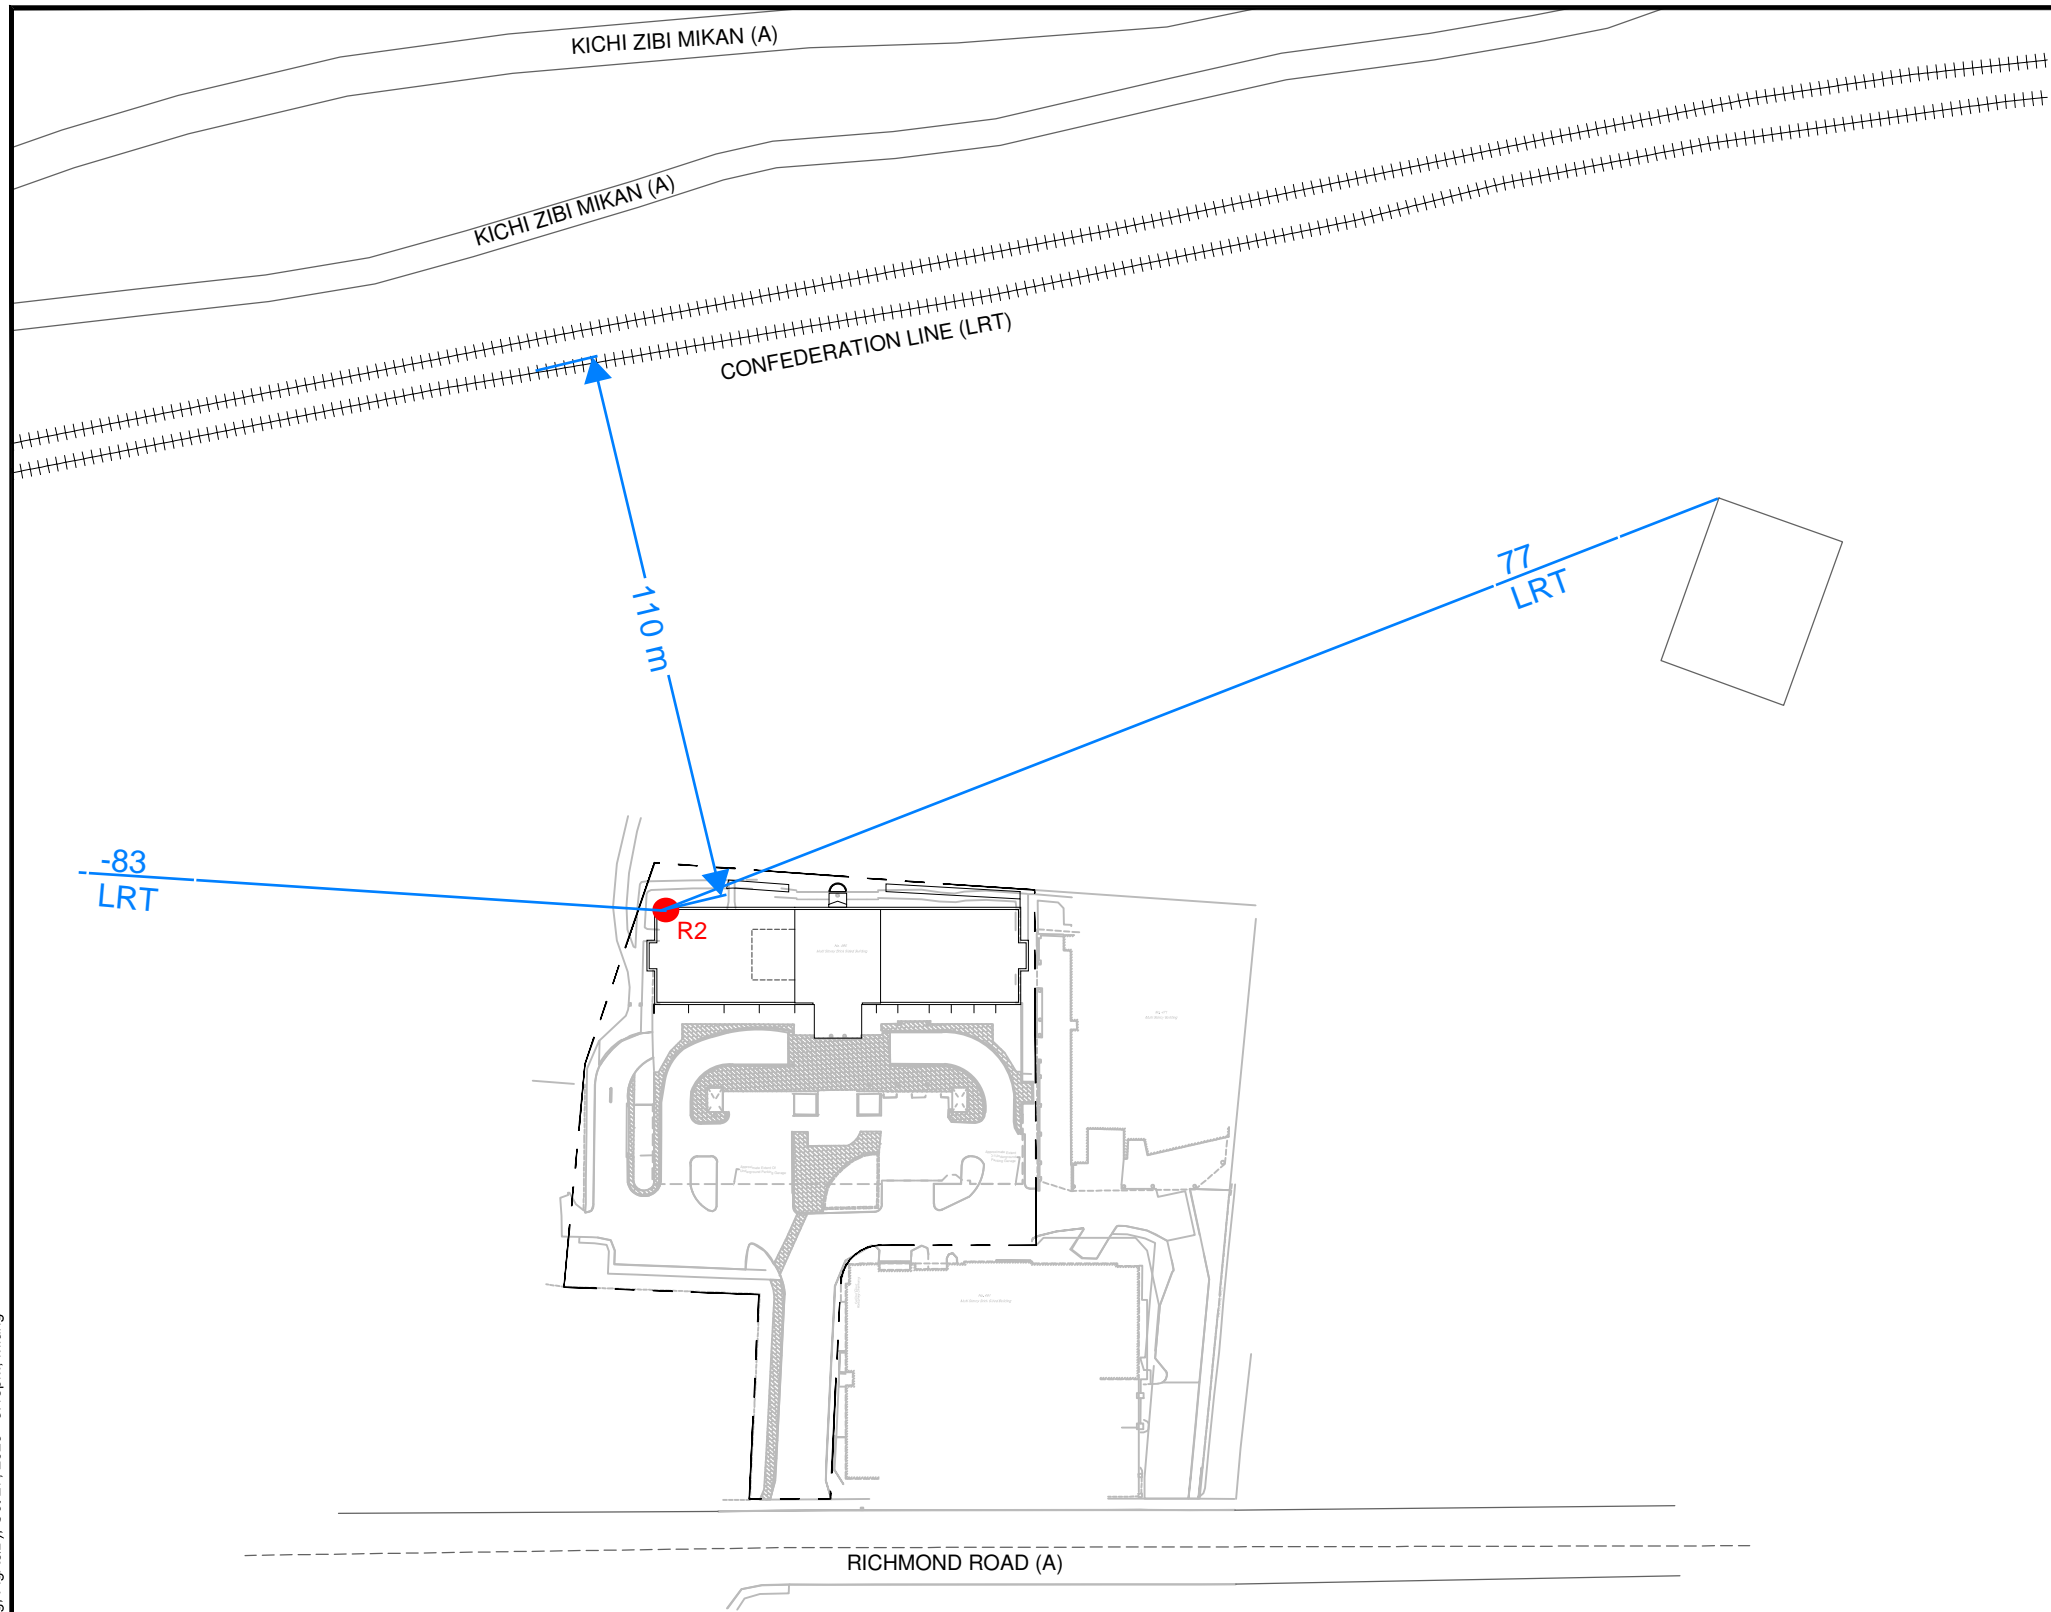 KICHI ZIBI MIKAN (A)
KICHI ZIBI MIKAN (A)
CONFEDERATION LINE (LRT)
110 m
77
LRT
-83
LRT
R2
RICHMOND ROAD (A)